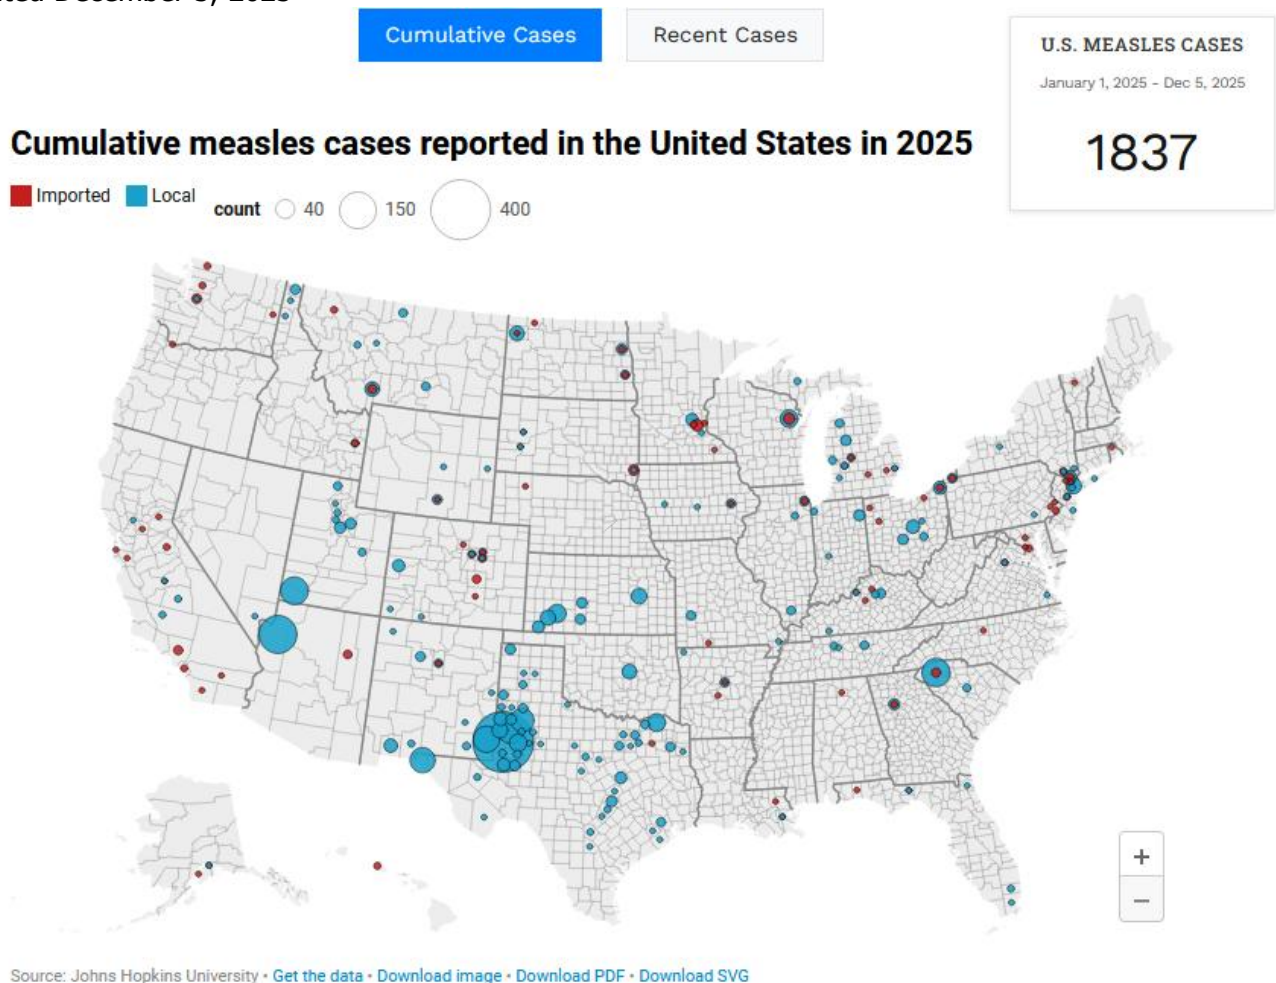 Cumulative Cases
Recent Cases
U.S. MEASLES CASES
January 1, 2025 - Dec 5, 2025
1837
Cumulative measles cases reported in the United States in 2025
Imported Local count 40 150 400
+
−
Source: Johns Hopkins University • Get the data • Download image • Download PDF • Download SVG